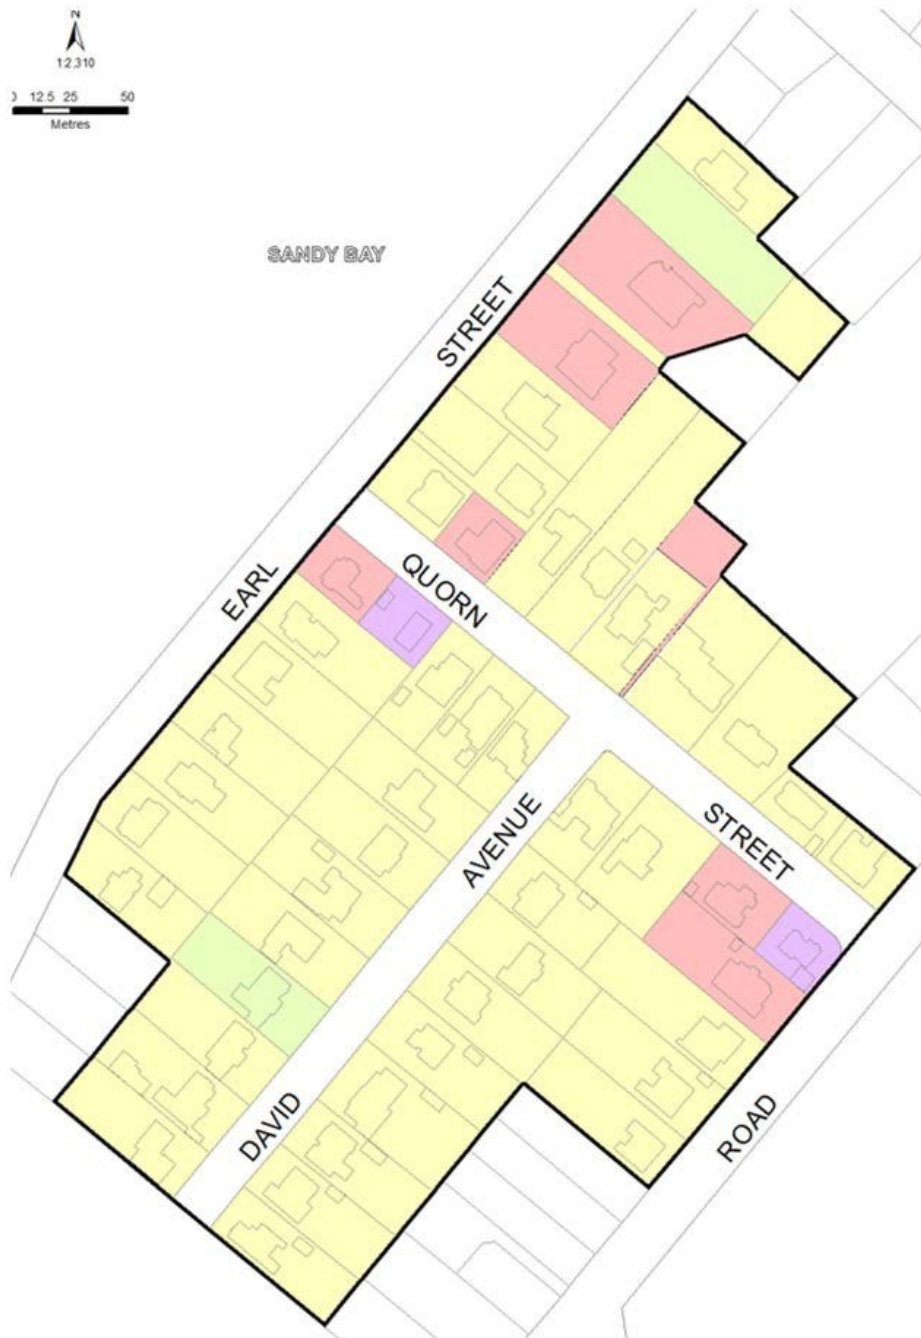 N
1:2,310
0 12.5 25 50
Metres
SANDY BAY
EARL STREET
QUORN STREET
DAVID AVENUE
ROAD